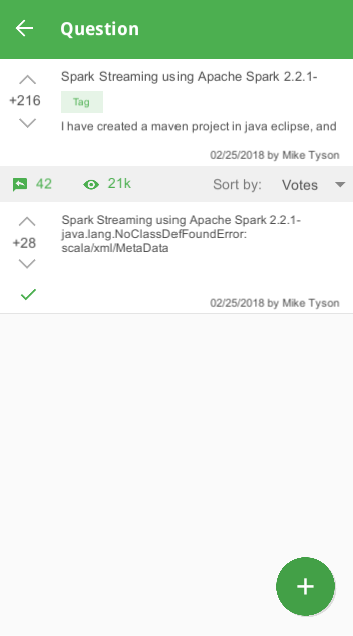 Question
Spark Streaming using Apache Spark 2.2.1-
+216
Tag
I have created a maven project in java eclipse, and
02/25/2018 by Mike Tyson
42 21k Sort by: Votes
Spark Streaming using Apache Spark 2.2.1-
java.lang.NoClassDefFoundError:
+28
scala/xml/MetaData
02/25/2018 by Mike Tyson